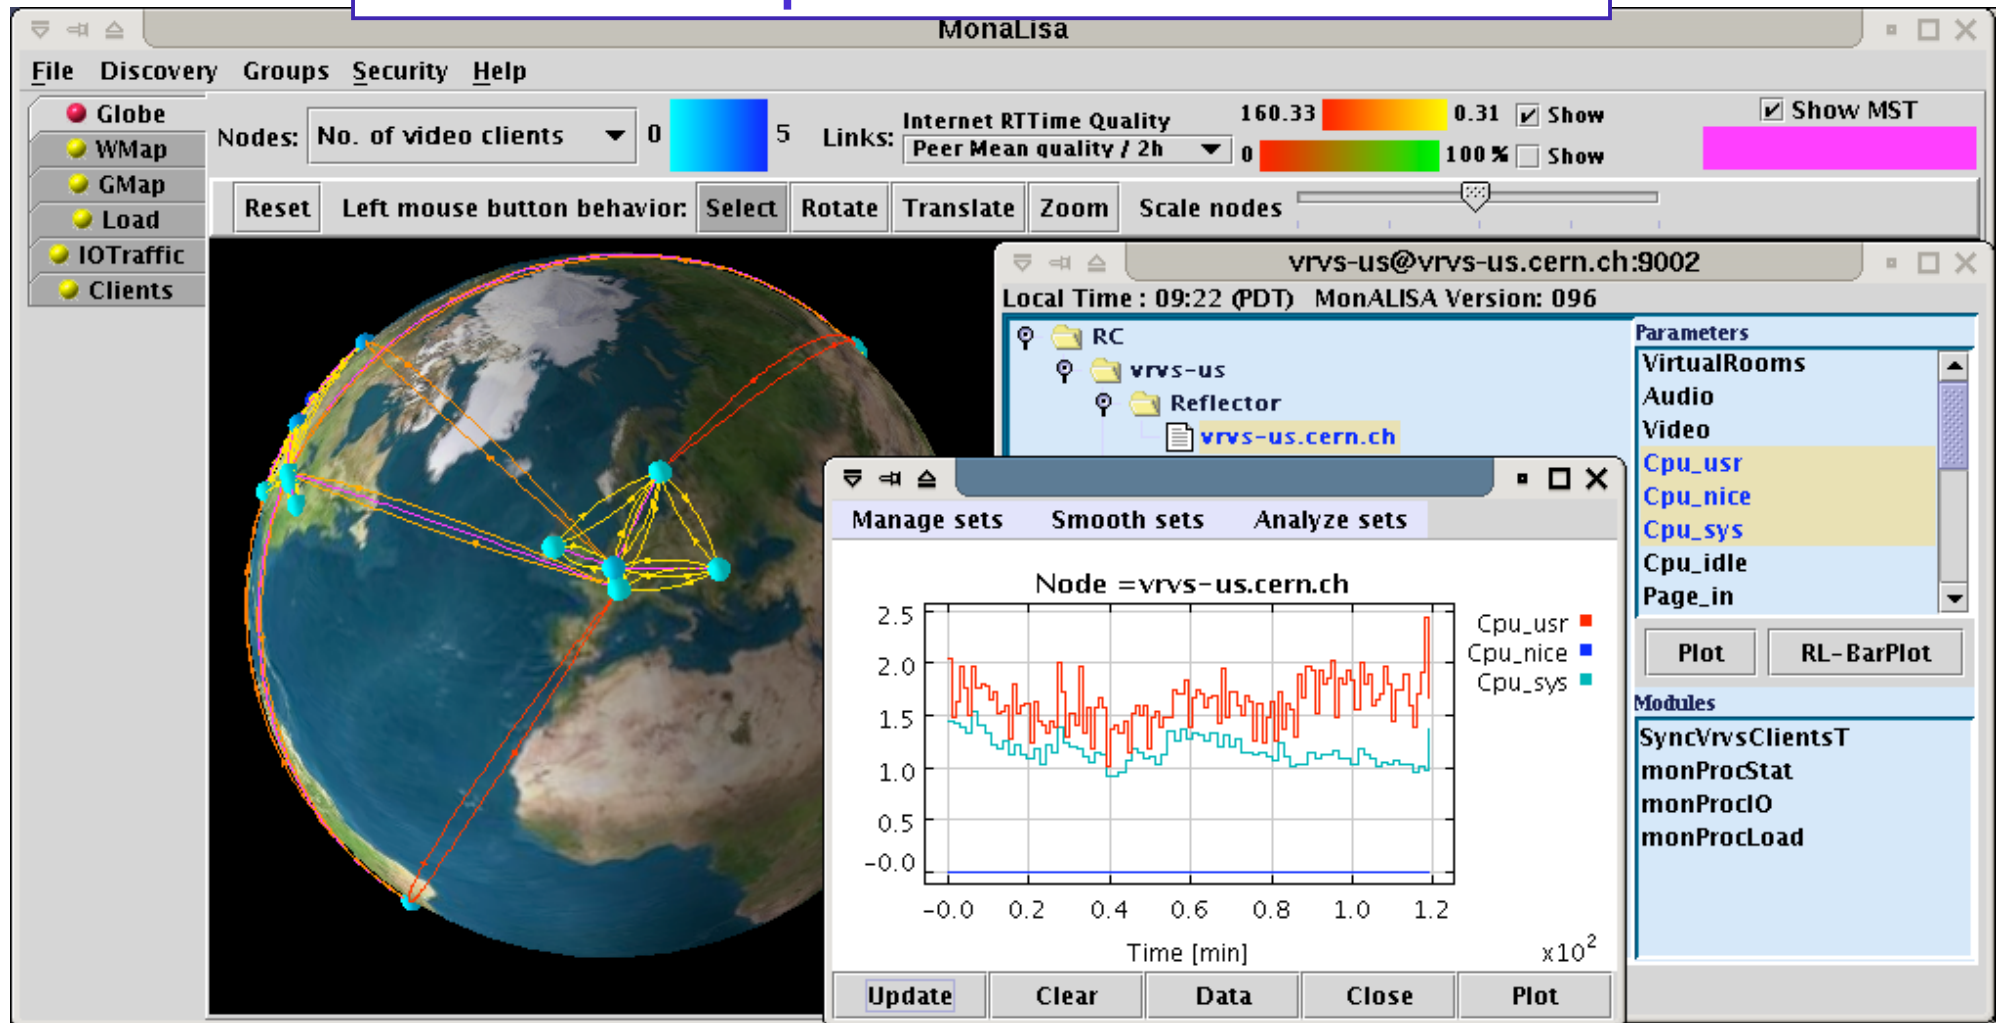 MonaLisa
File Discovery Groups Security Help
Globe
WMap
GMap
Load
IOTraffic
Clients
Nodes: No. of video clients 0 5 Links: Internet RTTime Quality 160.33 0.31 Show Show MST
Peer Mean quality / 2h 0 100 % Show
Reset Left mouse button behavior: Select Rotate Translate Zoom Scale nodes
vrvs-us@vrvs-us.cern.ch:9002
Local Time : 09:22 (PDT) MonALISA Version: 096
RC
vrvs-us
Reflector
vrvs-us.cern.ch
Parameters
VirtualRooms
Audio
Video
Cpu_usr
Cpu_nice
Cpu_sys
Cpu_idle
Page_in
Plot RL-BarPlot
Modules
SyncVrvsClientsT
monProcStat
monProcIO
monProcLoad
Manage sets Smooth sets Analyze sets
Node =vrvs-us.cern.ch
2.5
2.0
1.5
1.0
0.5
-0.0
Cpu_usr
Cpu_nice
Cpu_sys
-0.0 0.2 0.4 0.6 0.8 1.0 1.2
Time [min] x10²
Update Clear Data Close Plot